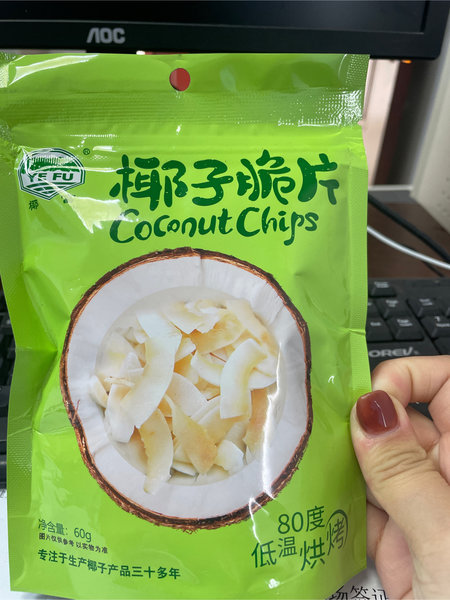 AOC
YE FU
®
椰子脆片
Coconut Chips
净含量: 60g
图片仅供参考 以实物为准
专注于生产椰子产品三十多年
80度
低温烘烤